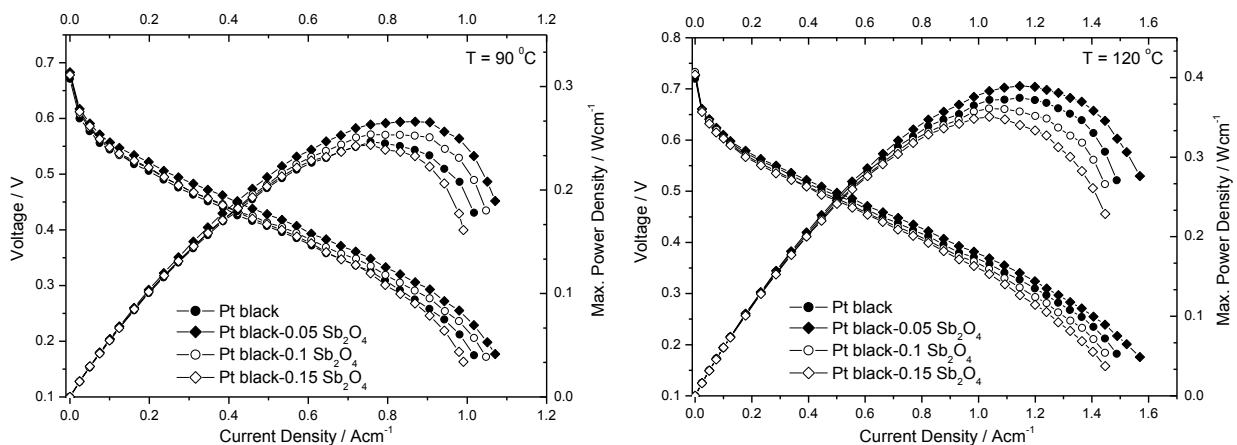 0.0 0.2 0.4 0.6 0.8 1.0 1.2
T = 90 ⁰C
0.7
0.6
0.5
0.4
0.3
0.2
0.1
Voltage / V
0.3
0.2
0.1
0.0
Max. Power Density / Wcm⁻¹
Pt black
Pt black-0.05 Sb₂O₄
Pt black-0.1 Sb₂O₄
Pt black-0.15 Sb₂O₄
0.0 0.2 0.4 0.6 0.8 1.0 1.2
Current Density / Acm⁻¹
0.0 0.2 0.4 0.6 0.8 1.0 1.2 1.4 1.6
T = 120 ⁰C
0.8
0.7
0.6
0.5
0.4
0.3
0.2
0.1
Voltage / V
0.4
0.3
0.2
0.1
0.0
Max. Power Density / Wcm⁻¹
Pt black
Pt black-0.05 Sb₂O₄
Pt black-0.1 Sb₂O₄
Pt black-0.15 Sb₂O₄
0.0 0.2 0.4 0.6 0.8 1.0 1.2 1.4 1.6
Current Density / Acm⁻¹